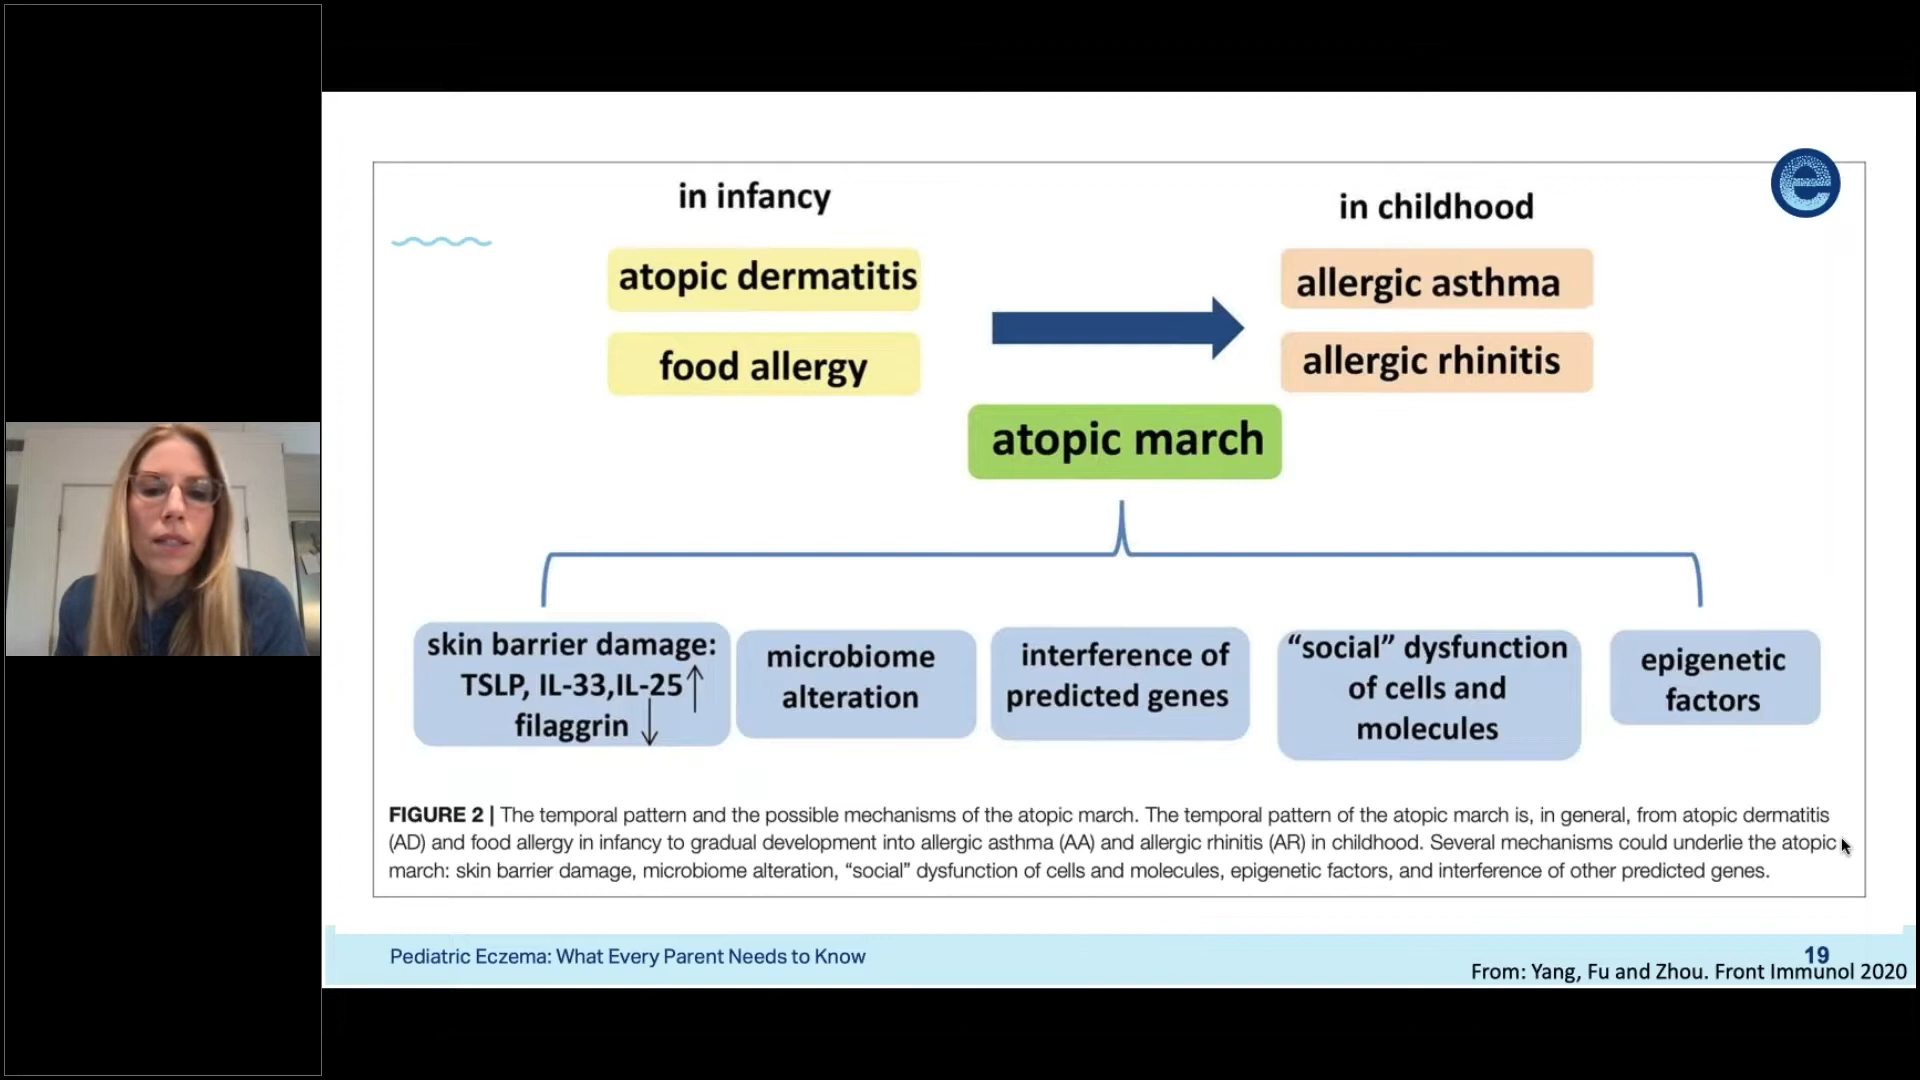 in infancy
in childhood
atopic dermatitis
allergic asthma
food allergy
allergic rhinitis
atopic march
skin barrier damage:
TSLP, IL-33,IL-25↑
filaggrin ↓
microbiome
alteration
interference of
predicted genes
“social” dysfunction
of cells and
molecules
epigenetic
factors
FIGURE 2 | The temporal pattern and the possible mechanisms of the atopic march. The temporal pattern of the atopic march is, in general, from atopic dermatitis
(AD) and food allergy in infancy to gradual development into allergic asthma (AA) and allergic rhinitis (AR) in childhood. Several mechanisms could underlie the atopic
march: skin barrier damage, microbiome alteration, “social” dysfunction of cells and molecules, epigenetic factors, and interference of other predicted genes.
Pediatric Eczema: What Every Parent Needs to Know
19
From: Yang, Fu and Zhou. Front Immunol 2020